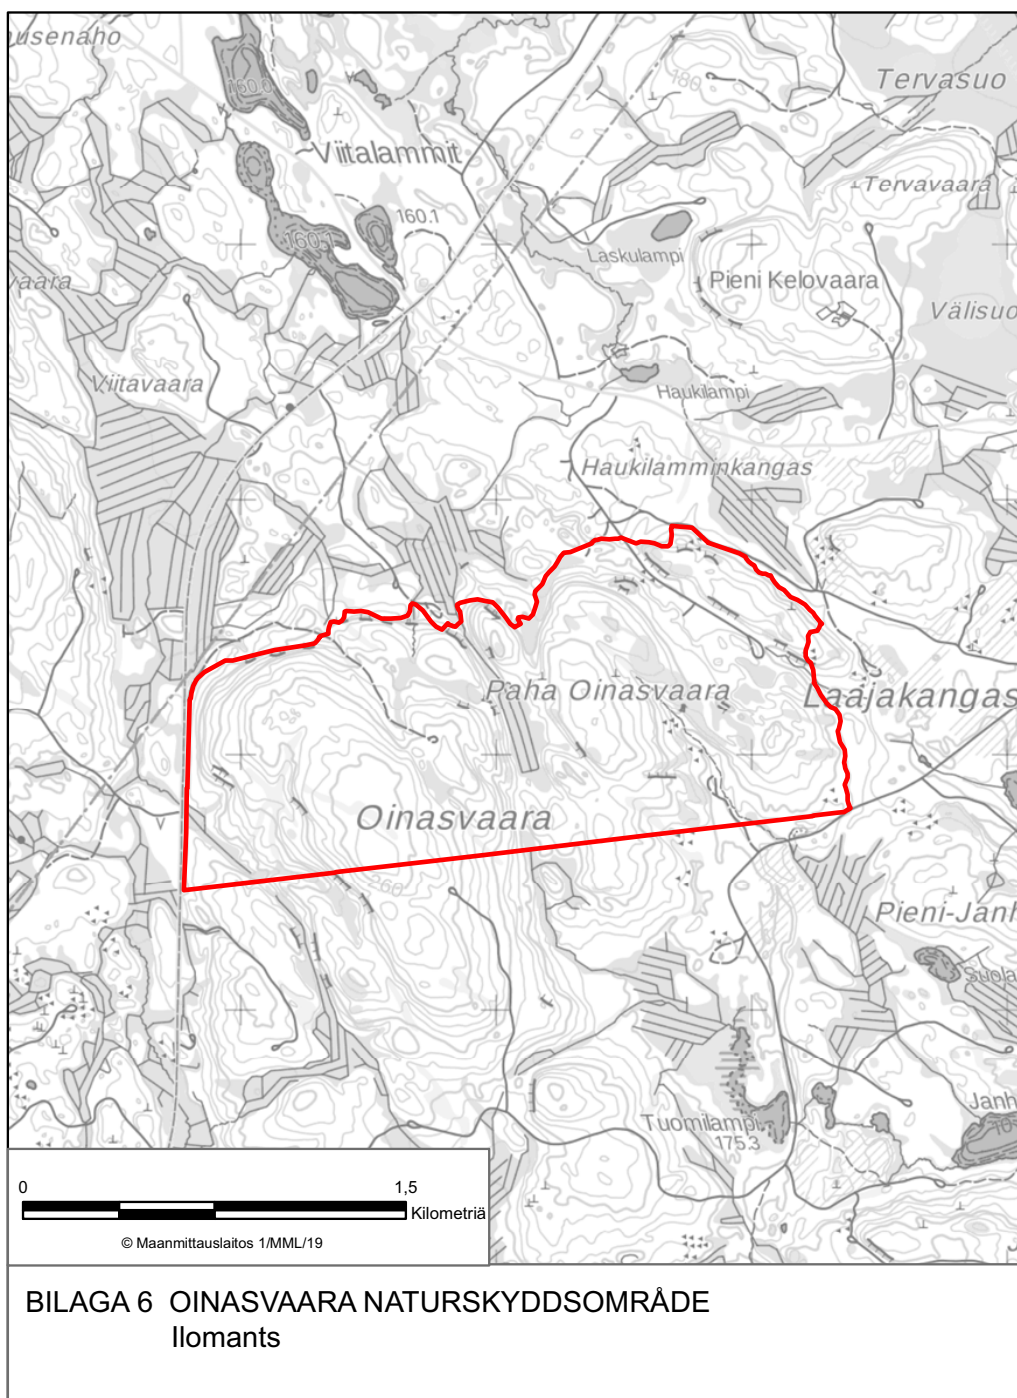 usenaho
Tervasuo
160.6
180
Viitalammit
Tervavaara
160.1
160.1
Laskulampi
Pieni Kelovaara
vaara
Välisuo
Viitavaara
Haukilampi
Haukilamminkangas
Paha Oinasvaara
Laajakangas
Oinasvaara
260
Pieni-Janh
Suola
Tuomilampi
175.3
Janh
0
1,5
Kilometriä
© Maanmittauslaitos 1/MML/19
BILAGA 6 OINASVAARA NATURSKYDDSOMRÅDE
Ilomants